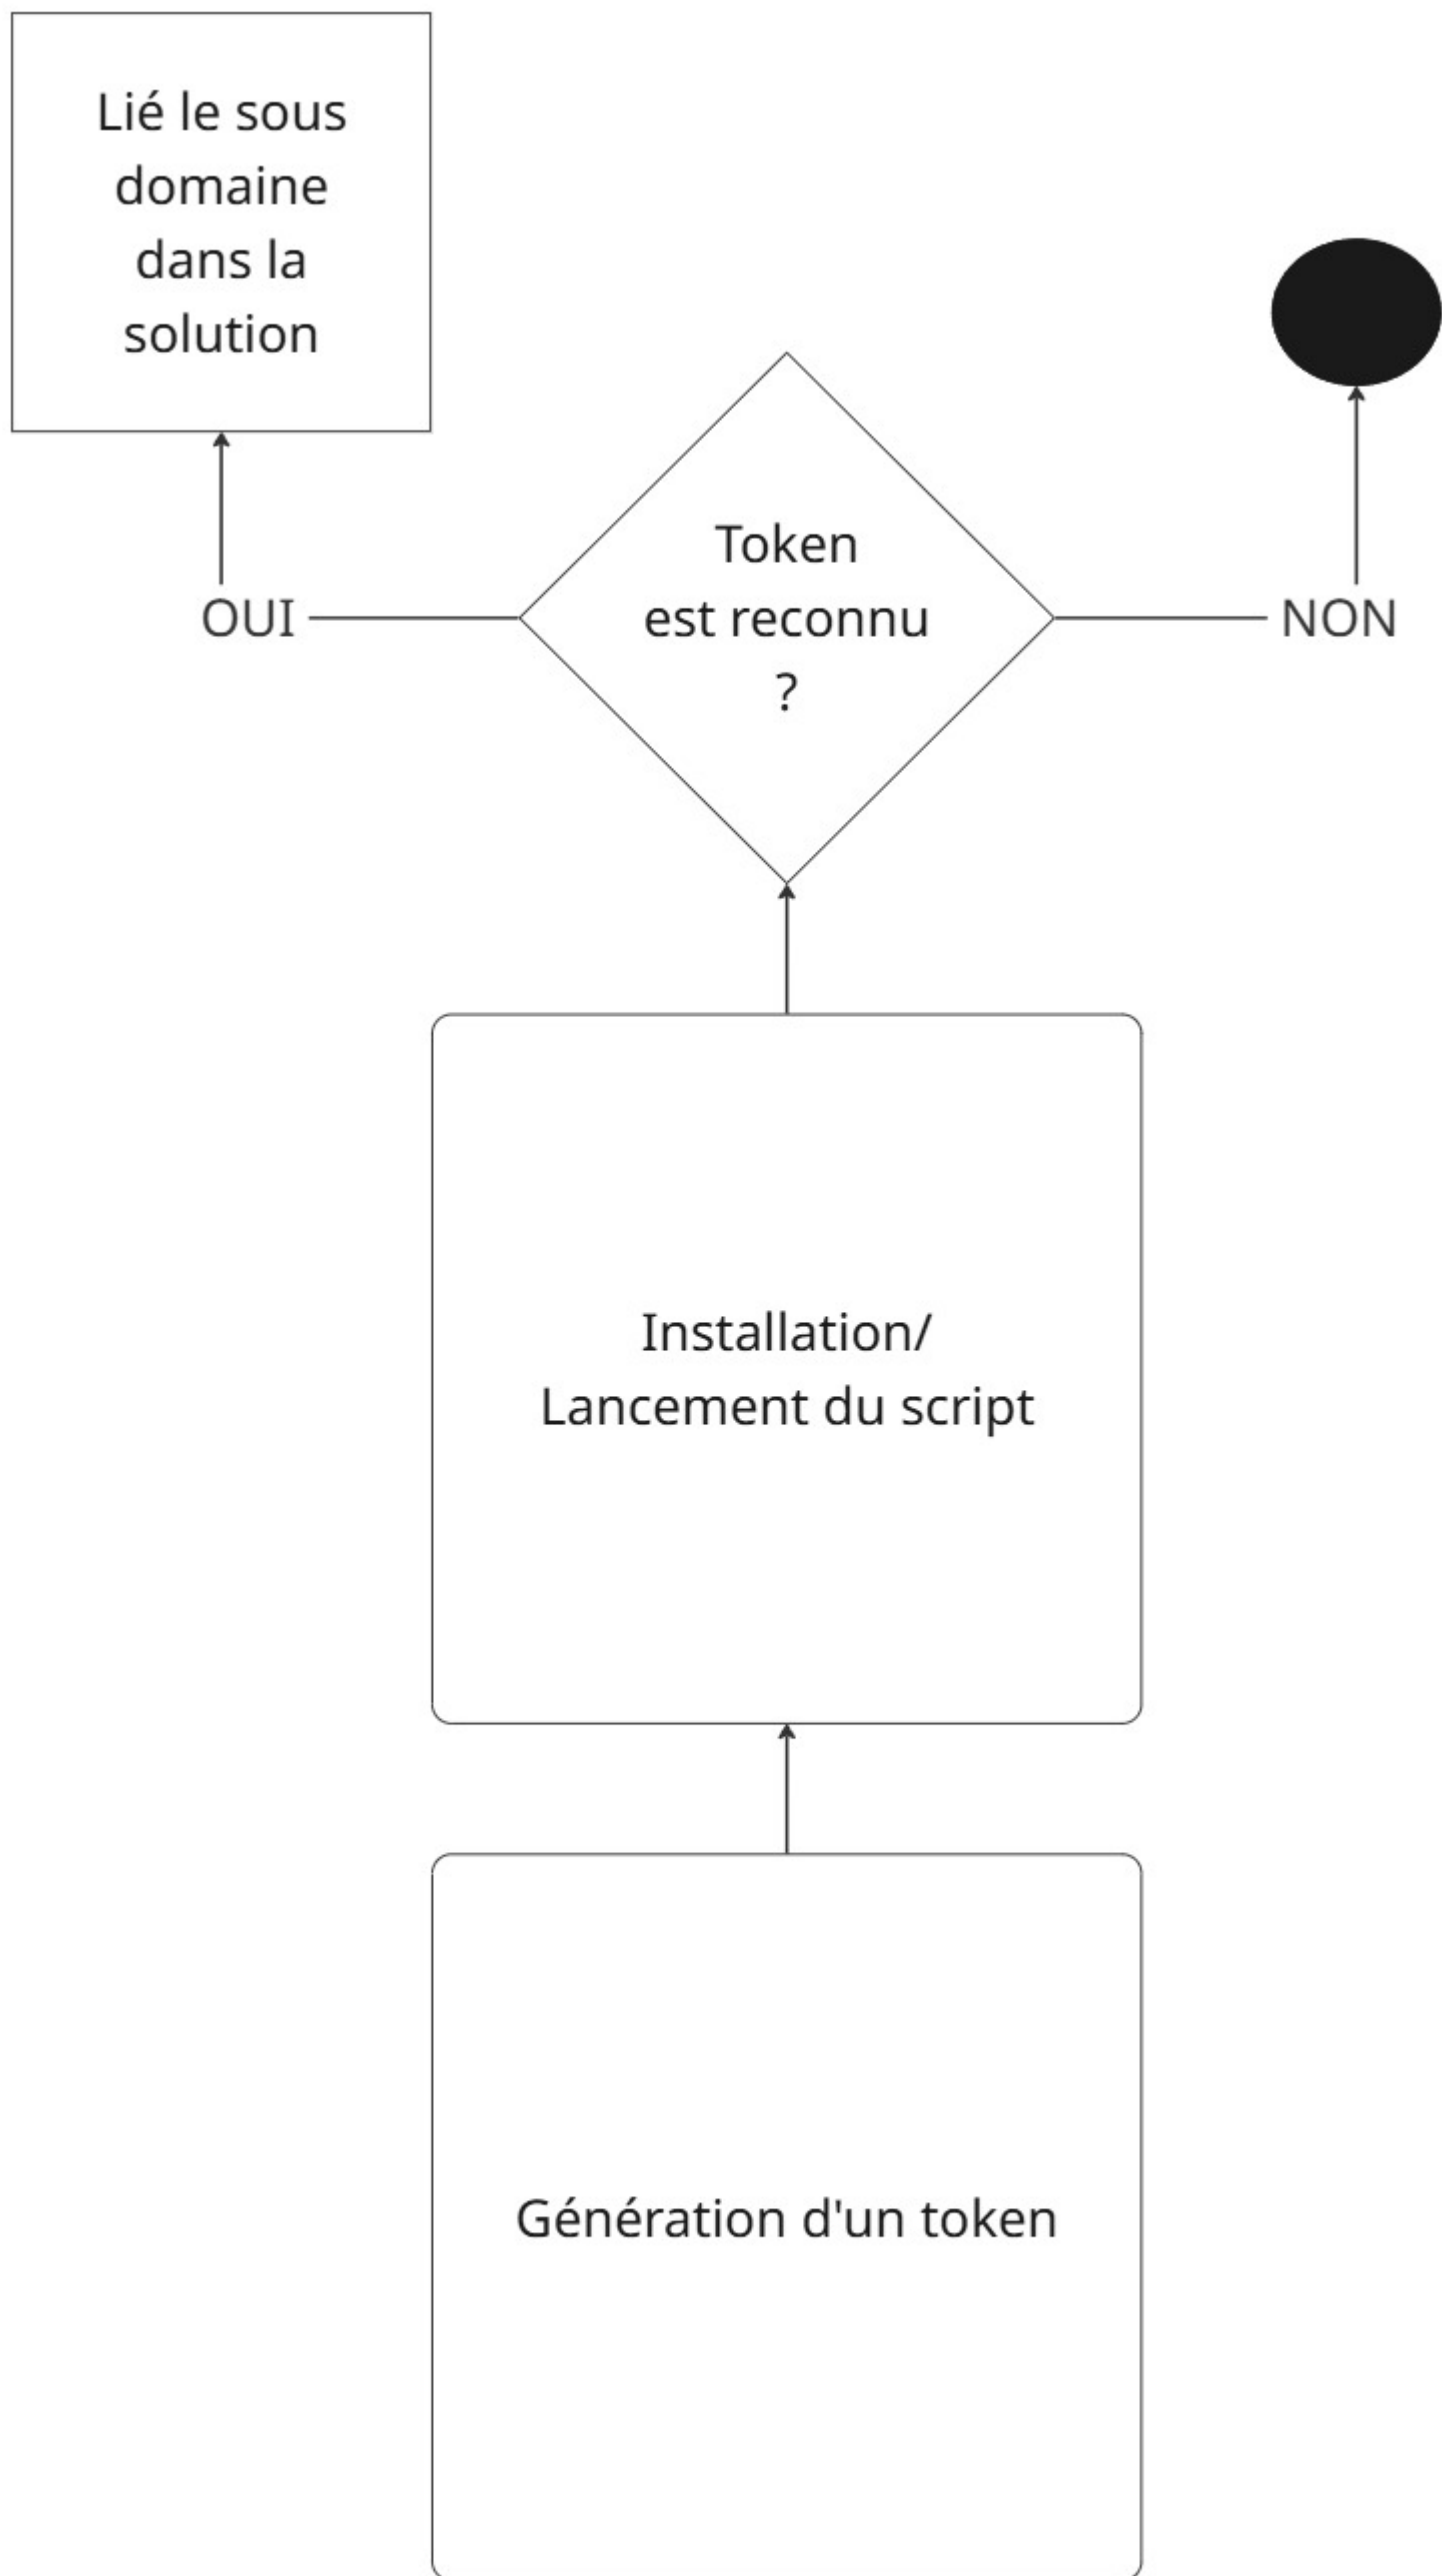 Lié le sous
domaine
dans la
solution
Token
est reconnu
?
OUI
NON
Installation/
Lancement du script
Génération d'un token